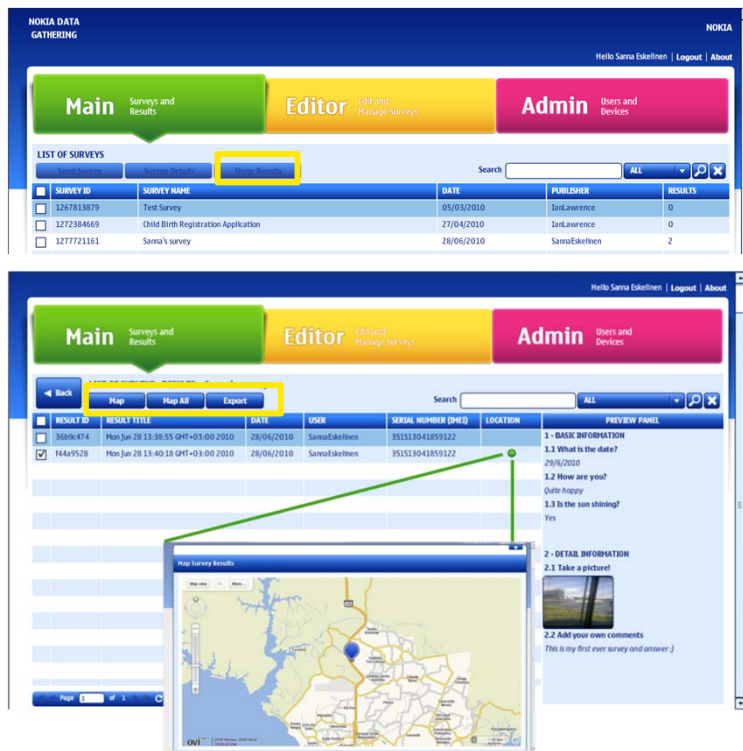 NOKIA DATA
GATHERING
NOKIA
Hello Sanna Eskelinen | Logout | About
Main Surveys and
Results
Editor Edit and
Manage Surveys
Admin Users and
Devices
LIST OF SURVEYS
Send Survey Survey Details Show Results Search ALL
SURVEY ID SURVEY NAME DATE PUBLISHER RESULTS
1267813879 Test Survey 05/03/2010 IanLawrence 0
1272384669 Child Birth Registration Application 27/04/2010 IanLawrence 0
1277721161 Sanna's survey 28/06/2010 SannaEskelinen 2
Hello Sanna Eskelinen | Logout | About
Main Surveys and
Results
Editor Edit and
Manage Surveys
Admin Users and
Devices
Back
Map Map All Export Search ALL
RESULT ID RESULT TITLE DATE USER SERIAL NUMBER (IMEI) LOCATION PREVIEW PANEL
36b9c474 Mon Jun 28 13:38:55 GMT+03:00 2010 28/06/2010 SannaEskelinen 351513041859122
f44a9528 Mon Jun 28 13:40:18 GMT+03:00 2010 28/06/2010 SannaEskelinen 351513041859122
1 - BASIC INFORMATION
1.1 What is the date?
29/6/2010
1.2 How are you?
Quite happy
1.3 Is the sun shining?
Yes
2 - DETAIL INFORMATION
2.1 Take a picture!
2.2 Add your own comments
This is my first ever survey and answer :)
Map Survey Results
Map view More...
Page 1 of 1
ovi